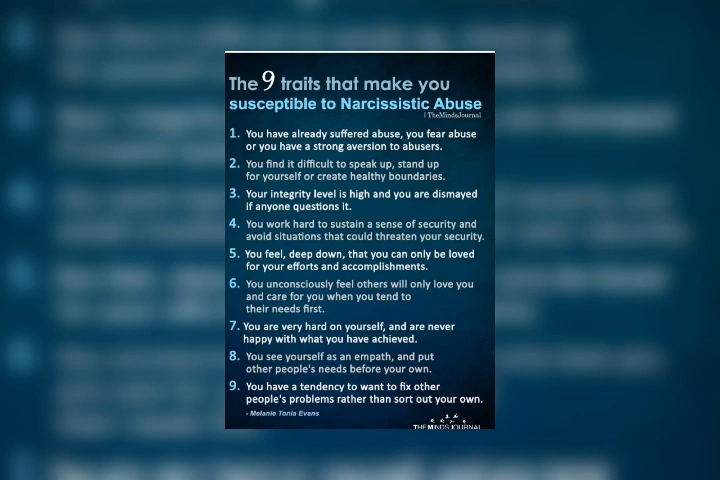 The 9 traits that make you
susceptible to Narcissistic Abuse
| TheMindsJournal
1. You have already suffered abuse, you fear abuse
or you have a strong aversion to abusers.
2. You find it difficult to speak up, stand up
for yourself or create healthy boundaries.
3. Your integrity level is high and you are dismayed
if anyone questions it.
4. You work hard to sustain a sense of security and
avoid situations that could threaten your security.
5. You feel, deep down, that you can only be loved
for your efforts and accomplishments.
6. You unconsciously feel others will only love you
and care for you when you tend to
their needs first.
7. You are very hard on yourself, and are never
happy with what you have achieved.
8. You see yourself as an empath, and put
other people's needs before your own.
9. You have a tendency to want to fix other
people's problems rather than sort out your own.
- Melanie Tonia Evans
THEMINDSJOURNAL